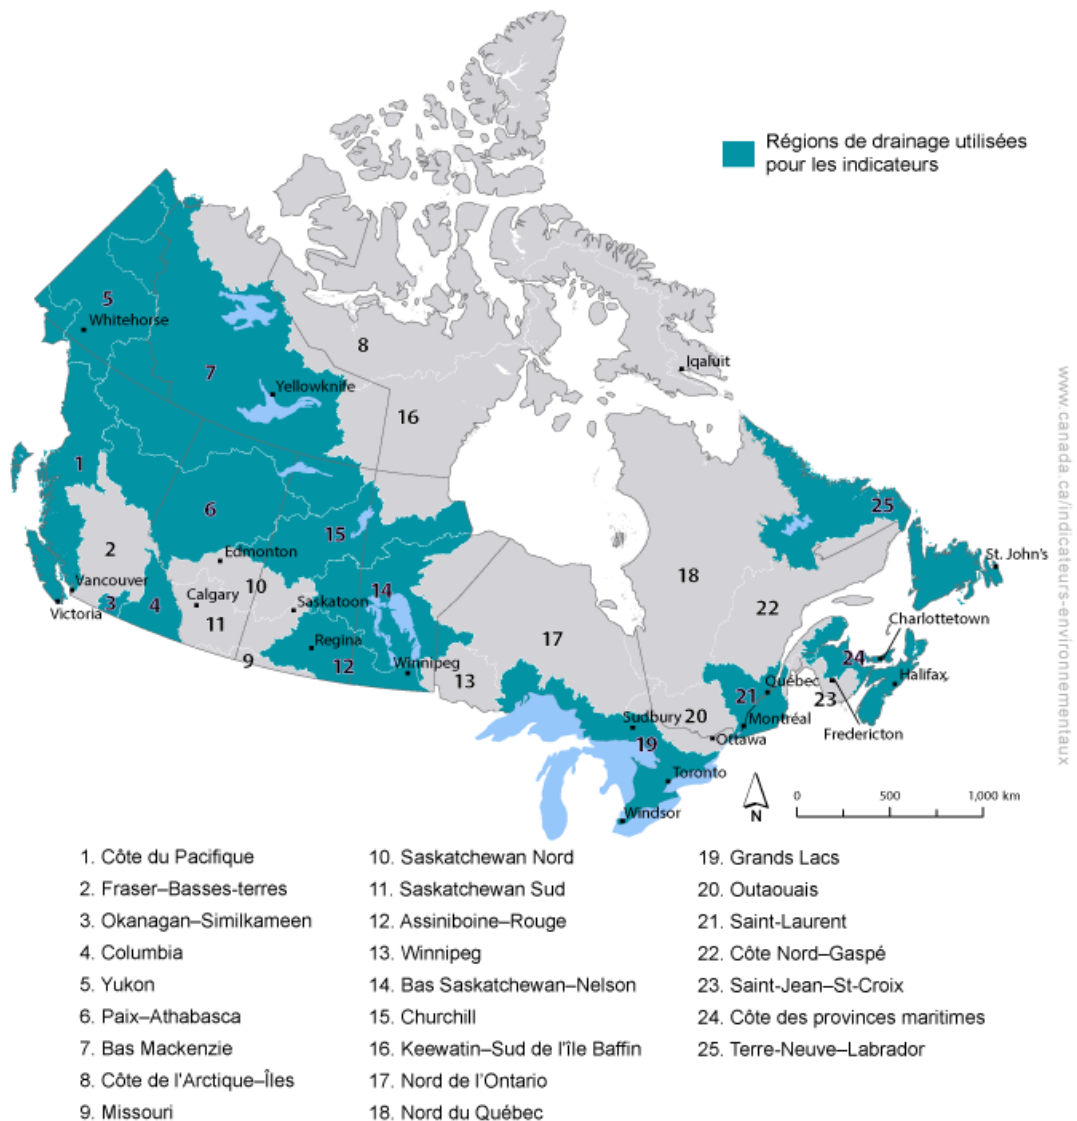 Régions de drainage utilisées
pour les indicateurs
5
Whitehorse
8
7
Iqaluit
Yellowknife
16
1
6
25
15
Edmonton
2
St. John's
10
14
18
Vancouver
Calgary
Saskatoon
3
4
22
Victoria
11
Charlottetown
Regina
17
9
12
Winnipeg
24
Halifax
13
Québec
21
23
Sudbury
20
Montréal
Fredericton
19
Ottawa
Toronto
Windsor
N
0 500 1,000 km
www.canada.ca/indicateurs-environnementaux
1. Côte du Pacifique
2. Fraser–Basses-terres
3. Okanagan–Similkameen
4. Columbia
5. Yukon
6. Paix–Athabasca
7. Bas Mackenzie
8. Côte de l'Arctique–Îles
9. Missouri
10. Saskatchewan Nord
11. Saskatchewan Sud
12. Assiniboine–Rouge
13. Winnipeg
14. Bas Saskatchewan–Nelson
15. Churchill
16. Keewatin–Sud de l'île Baffin
17. Nord de l'Ontario
18. Nord du Québec
19. Grands Lacs
20. Outaouais
21. Saint-Laurent
22. Côte Nord–Gaspé
23. Saint-Jean–St-Croix
24. Côte des provinces maritimes
25. Terre-Neuve–Labrador